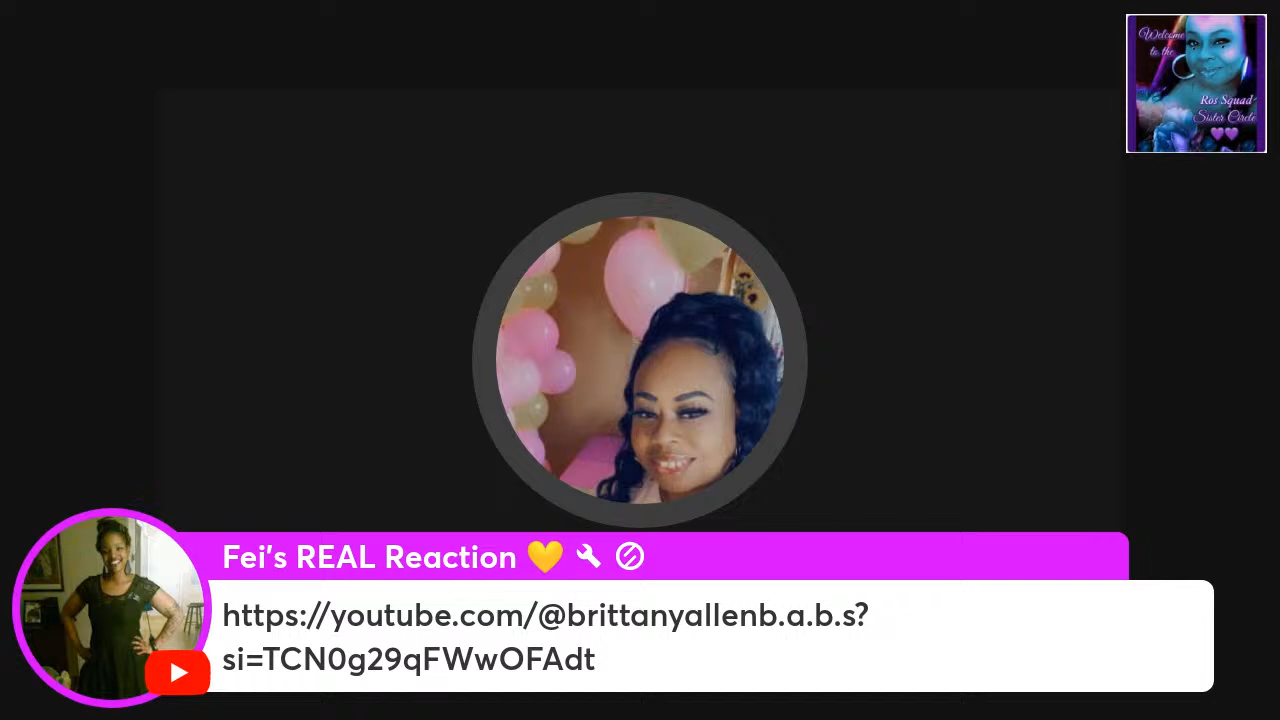 Welcome
to the
Ros Squad
Sister Circle
Fei's REAL Reaction
https://youtube.com/@brittanyallenb.a.b.s?
si=TCN0g29qFWwOFAdt